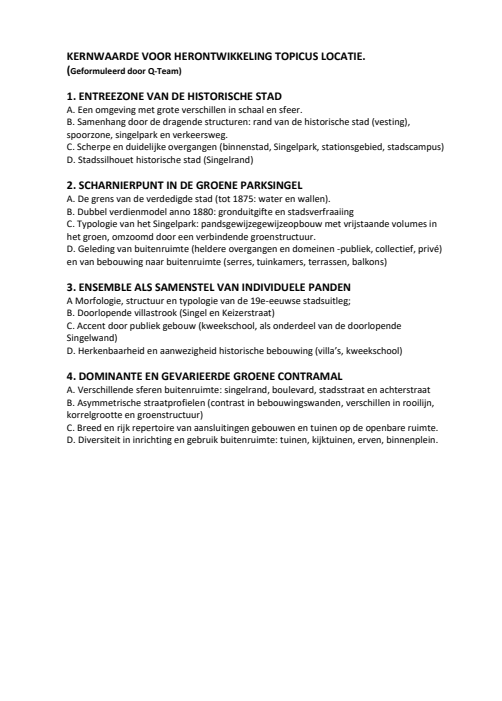 KERNWAARDE VOOR HERONTWIKKELING TOPICUS LOCATIE.
(Geformuleerd door Q-Team)
1. ENTREEZONE VAN DE HISTORISCHE STAD
A. Een omgeving met grote verschillen in schaal en sfeer.
B. Samenhang door de dragende structuren: rand van de historische stad (vesting),
spoorzone, singelpark en verkeersweg.
C. Scherpe en duidelijke overgangen (binnenstad, Singelpark, stationsgebied, stadscampus)
D. Stadssilhouet historische stad (Singelrand)
2. SCHARNIERPUNT IN DE GROENE PARKSINGEL
A. De grens van de verdedigde stad (tot 1875: water en wallen).
B. Dubbel verdienmodel anno 1880: gronduitgifte en stadsverfraaiing
C. Typologie van het Singelpark: pandsgewijzegewijzeopbouw met vrijstaande volumes in
het groen, omzoomd door een verbindende groenstructuur.
D. Geleding van buitenruimte (heldere overgangen en domeinen -publiek, collectief, privé)
en van bebouwing naar buitenruimte (serres, tuinkamers, terrassen, balkons)
3. ENSEMBLE ALS SAMENSTEL VAN INDIVIDUELE PANDEN
A Morfologie, structuur en typologie van de 19e-eeuwse stadsuitleg;
B. Doorlopende villastrook (Singel en Keizerstraat)
C. Accent door publiek gebouw (kweekschool, als onderdeel van de doorlopende
Singelwand)
D. Herkenbaarheid en aanwezigheid historische bebouwing (villa's, kweekschool)
4. DOMINANTE EN GEVARIEERDE GROENE CONTRAMAL
A. Verschillende sferen buitenruimte: singelrand, boulevard, stadsstraat en achterstraat
B. Asymmetrische straatprofielen (contrast in bebouwingswanden, verschillen in rooilijn,
korrelgrootte en groenstructuur)
C. Breed en rijk repertoire van aansluitingen gebouwen en tuinen op de openbare ruimte.
D. Diversiteit in inrichting en gebruik buitenruimte: tuinen, kijktuinen, erven, binnenplein.